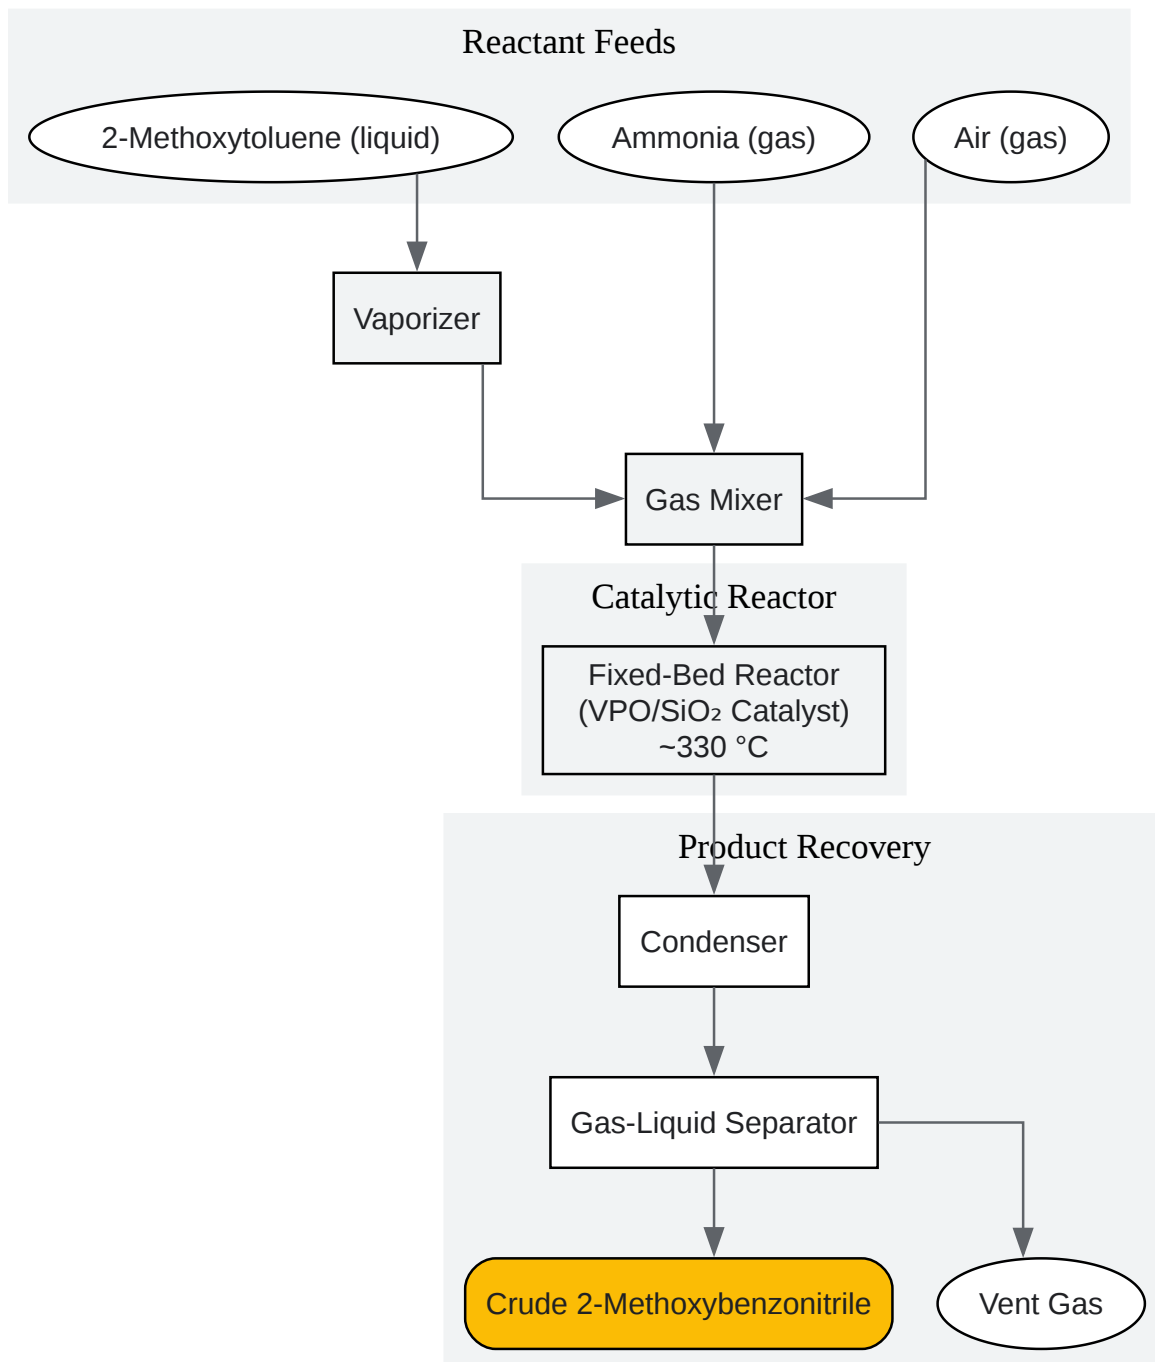 Reactant Feeds
2-Methoxytoluene (liquid)
Ammonia (gas)
Air (gas)
Vaporizer
Gas Mixer
Catalytic Reactor
Fixed-Bed Reactor
(VPO/SiO₂ Catalyst)
~330 °C
Product Recovery
Condenser
Gas-Liquid Separator
Crude 2-Methoxybenzonitrile
Vent Gas